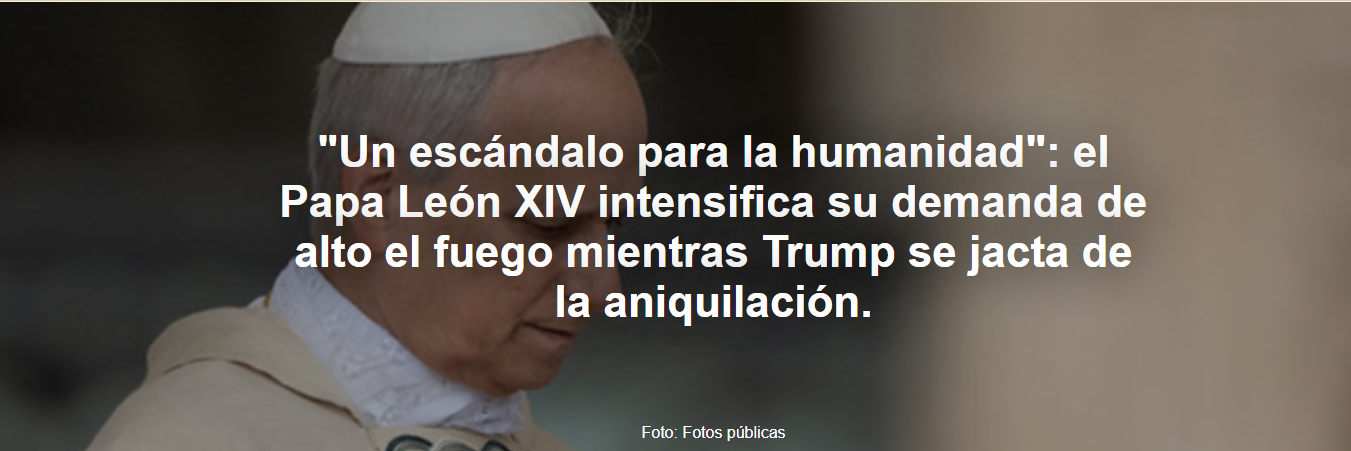 "Un escándalo para la humanidad": el
Papa León XIV intensifica su demanda de
alto el fuego mientras Trump se jacta de
la aniquilación.
Foto: Fotos públicas